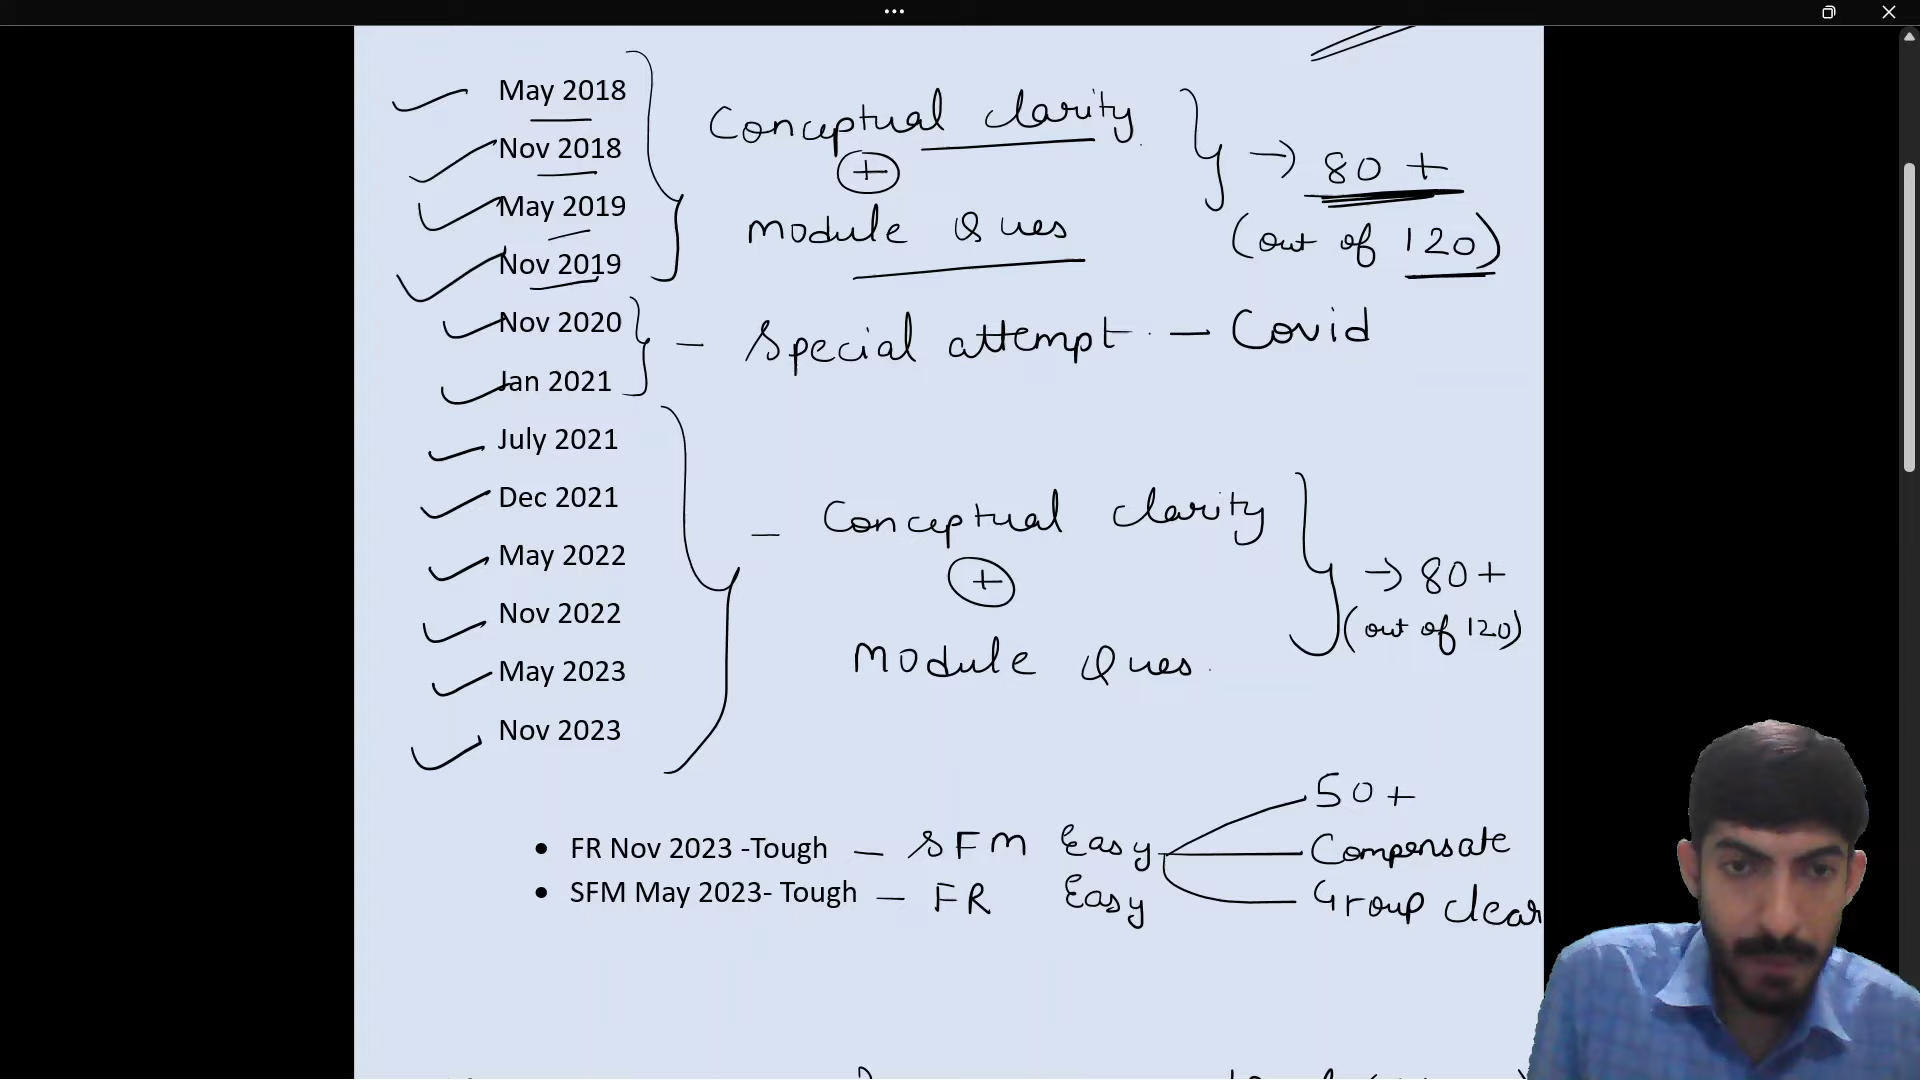 May 2018
Conceptual clarity
Nov 2018
+
80 +
May 2019
Module Ques
(out of 120)
Nov 2019
Nov 2020
- Special attempt - Covid
Jan 2021
July 2021
Dec 2021
- Conceptual clarity
May 2022
+
→ 80+
Nov 2022
(out of 120)
May 2023
Module Ques.
Nov 2023
50+
• FR Nov 2023 -Tough — SFM Easy Compensate
• SFM May 2023- Tough — FR Easy Group clear